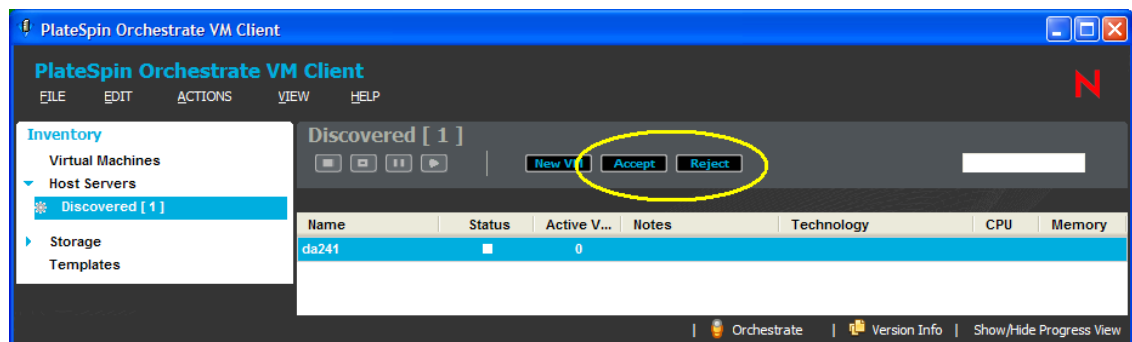 PlateSpin Orchestrate VM Client
PlateSpin Orchestrate VM Client
FILE EDIT ACTIONS VIEW HELP
N
Inventory
Virtual Machines
Host Servers
Discovered [ 1 ]
Storage
Templates
Discovered [ 1 ]
New VM Accept Reject
Name Status Active V... Notes Technology CPU Memory
da241 0
| Orchestrate | Version Info | Show/Hide Progress View